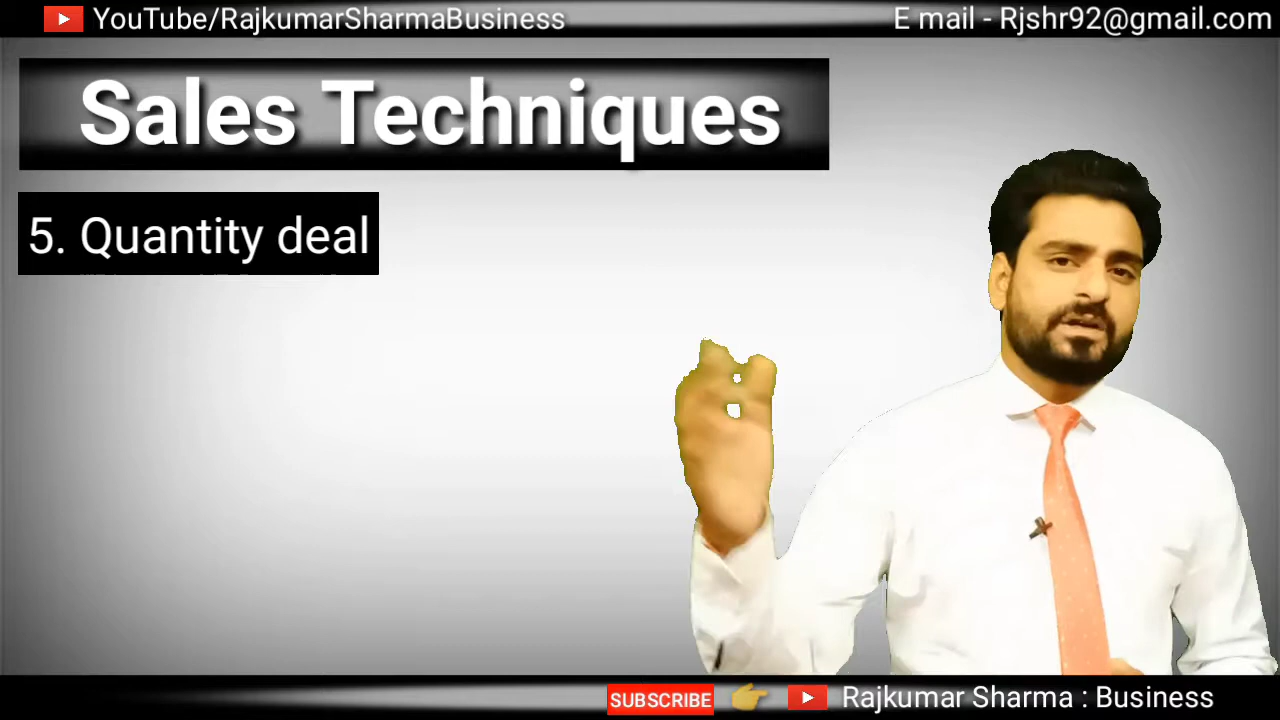 YouTube/RajkumarSharmaBusiness
E mail - Rjshr92@gmail.com
Sales Techniques
5. Quantity deal
SUBSCRIBE
Rajkumar Sharma : Business